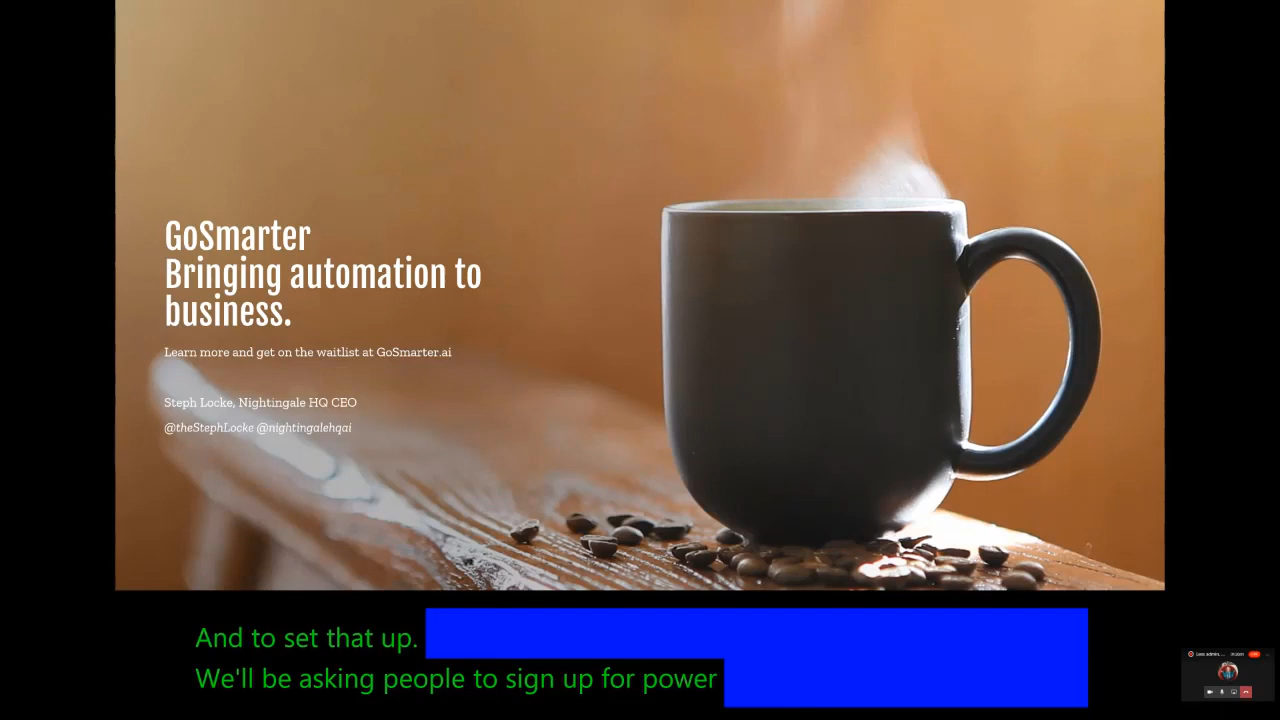 GoSmarter
Bringing automation to
business.
Learn more and get on the waitlist at GoSmarter.ai
Steph Locke, Nightingale HQ CEO
@theStephLocke @nightingalehqai
And to set that up.
We'll be asking people to sign up for power